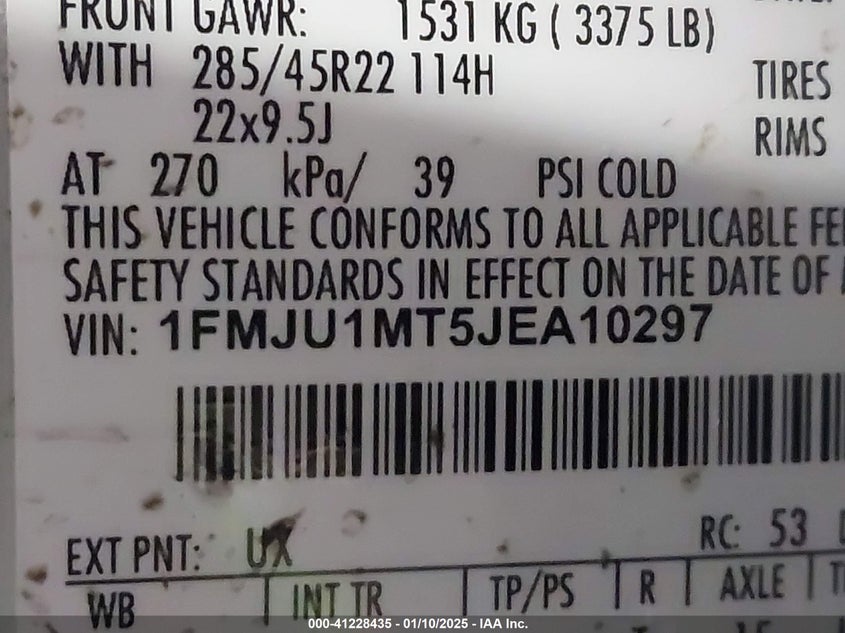 FRONT GAWR: 1531 KG ( 3375 LB)
WITH 285/45R22 114H TIRES
22x9.5J RIMS
AT 270 kPa/ 39 PSI COLD
THIS VEHICLE CONFORMS TO ALL APPLICABLE
SAFETY STANDARDS IN EFFECT ON THE DATE OF
VIN: 1FMJU1MT5JEA10297
EXT PNT: UX RC: 53
WB INT TR TP/PS R AXLE
000-41228435 - 01/10/2025 - IAA Inc.